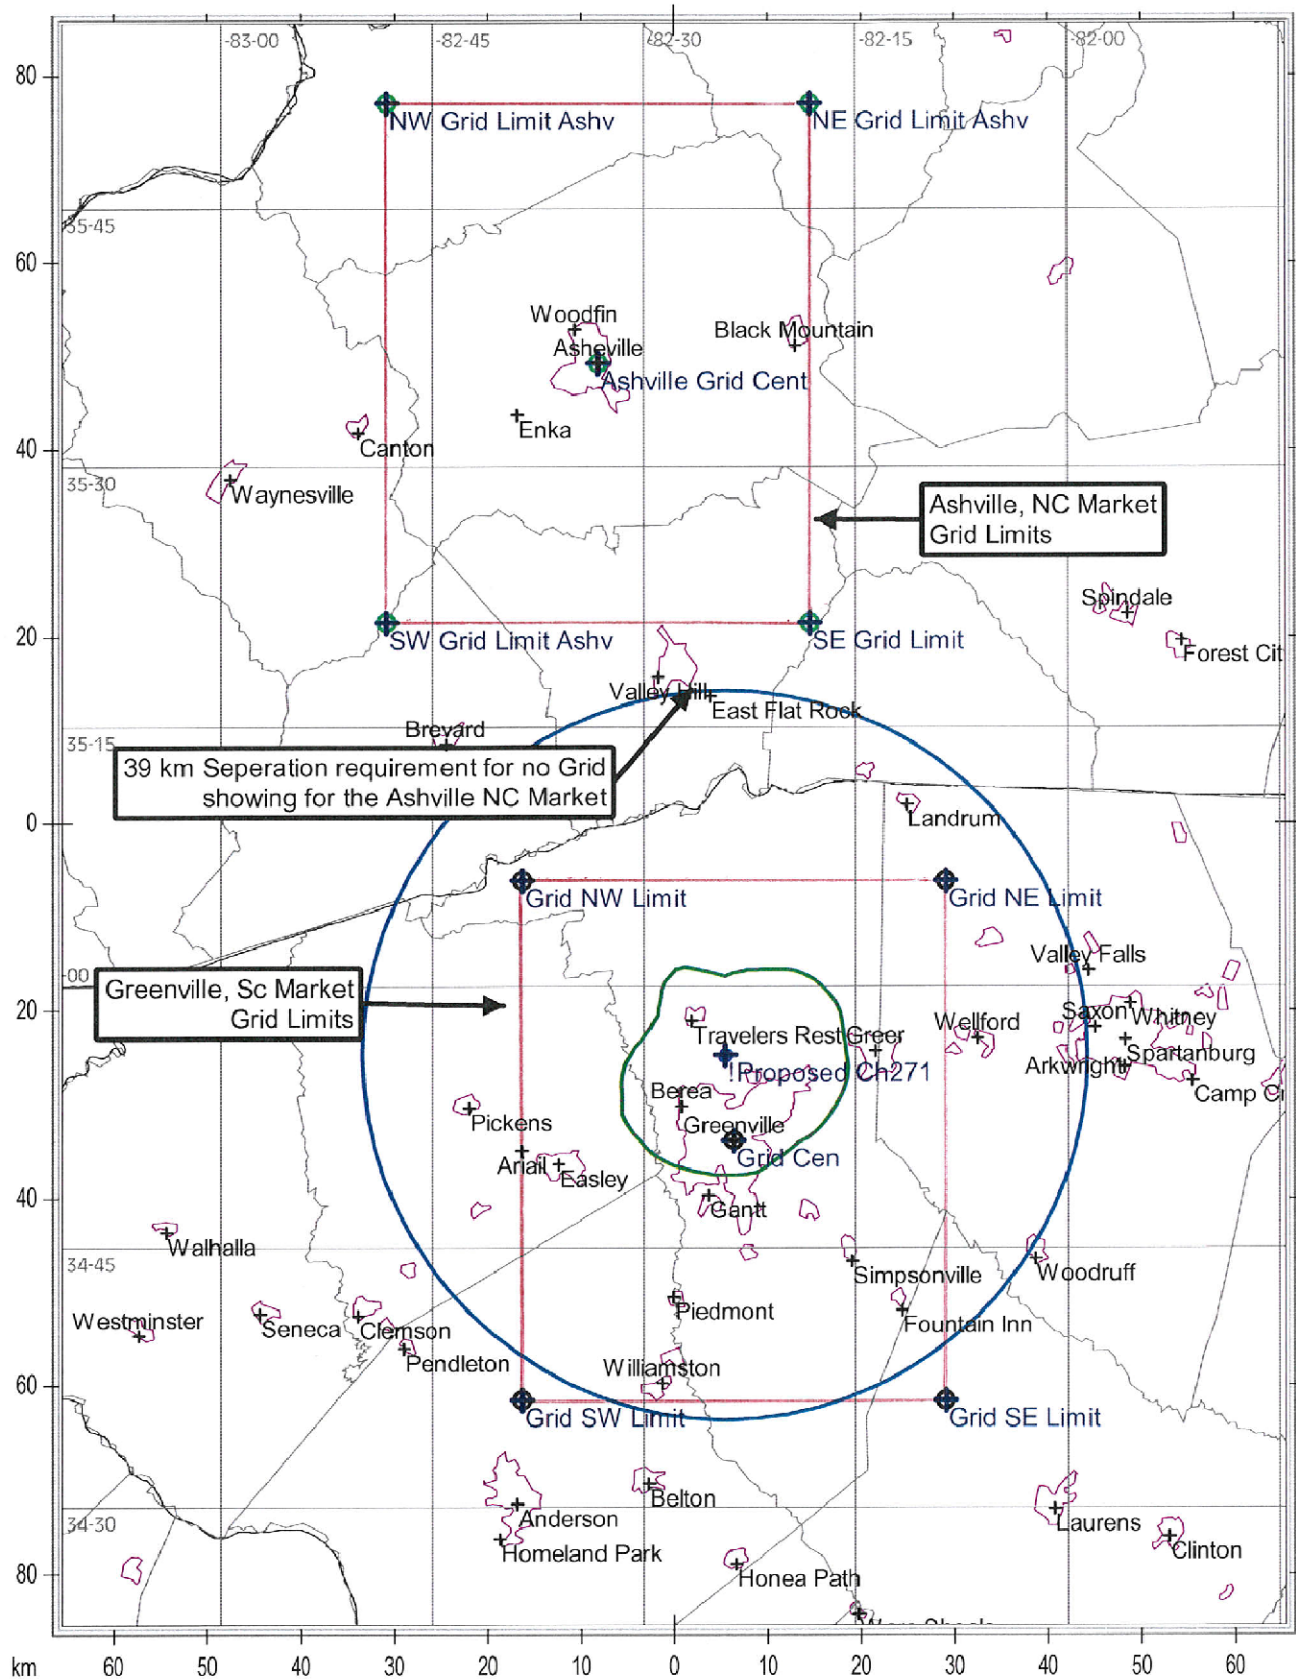 -83-00
-82-45
-82-30
-82-15
-82-00
80
NW Grid Limit Ashv
NE Grid Limit Ashv
35-45
60
Woodfin
Black Mountain
Asheville
Ashville Grid Cent
Enka
40
Canton
35-30
Waynesville
Ashville, NC Market
Grid Limits
Spindale
20
SW Grid Limit Ashv
SE Grid Limit
Forest Cit
Valley Hill
East Flat Rock
Brevard
35-15
39 km Seperation requirement for no Grid
showing for the Ashville NC Market
0
Landrum
Grid NW Limit
Grid NE Limit
Valley Falls
-00
Greenville, Sc Market
Grid Limits
20
Saxon
Whitney
Travelers Rest
Greer
Wellford
Spartanburg
Arkwright
!Proposed Ch271
Camp Cr
Berea
Pickens
Greenville
Grid Cen
Ariail
Easley
40
Gantt
Walhalla
34-45
Simpsonville
Woodruff
Piedmont
Westminster
Seneca
Clemson
Fountain Inn
Pendleton
Williamston
60
Grid SW Limit
Grid SE Limit
Belton
34-30
Anderson
Laurens
Homeland Park
Clinton
80
Honea Path
km
60
50
40
30
20
10
0
10
20
30
40
50
60